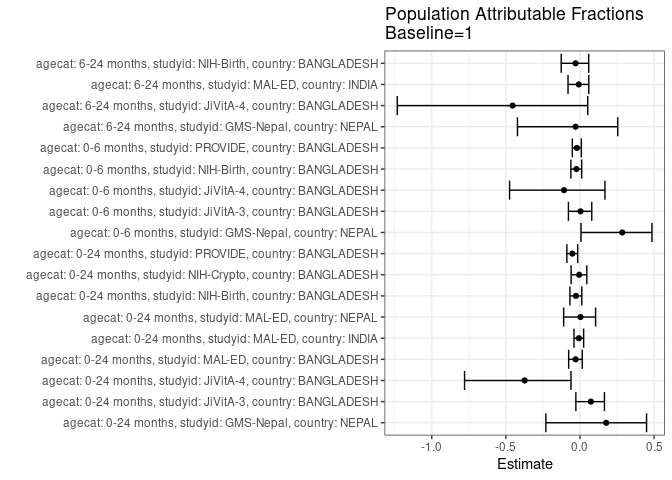 Population Attributable Fractions
Baseline=1
agecat: 6-24 months, studyid: NIH-Birth, country: BANGLADESH
agecat: 6-24 months, studyid: MAL-ED, country: INDIA
agecat: 6-24 months, studyid: JiVitA-4, country: BANGLADESH
agecat: 6-24 months, studyid: GMS-Nepal, country: NEPAL
agecat: 0-6 months, studyid: PROVIDE, country: BANGLADESH
agecat: 0-6 months, studyid: NIH-Birth, country: BANGLADESH
agecat: 0-6 months, studyid: JiVitA-4, country: BANGLADESH
agecat: 0-6 months, studyid: JiVitA-3, country: BANGLADESH
agecat: 0-6 months, studyid: GMS-Nepal, country: NEPAL
agecat: 0-24 months, studyid: PROVIDE, country: BANGLADESH
agecat: 0-24 months, studyid: NIH-Crypto, country: BANGLADESH
agecat: 0-24 months, studyid: NIH-Birth, country: BANGLADESH
agecat: 0-24 months, studyid: MAL-ED, country: NEPAL
agecat: 0-24 months, studyid: MAL-ED, country: INDIA
agecat: 0-24 months, studyid: MAL-ED, country: BANGLADESH
agecat: 0-24 months, studyid: JiVitA-4, country: BANGLADESH
agecat: 0-24 months, studyid: JiVitA-3, country: BANGLADESH
agecat: 0-24 months, studyid: GMS-Nepal, country: NEPAL
-1.0 -0.5 0.0 0.5
Estimate